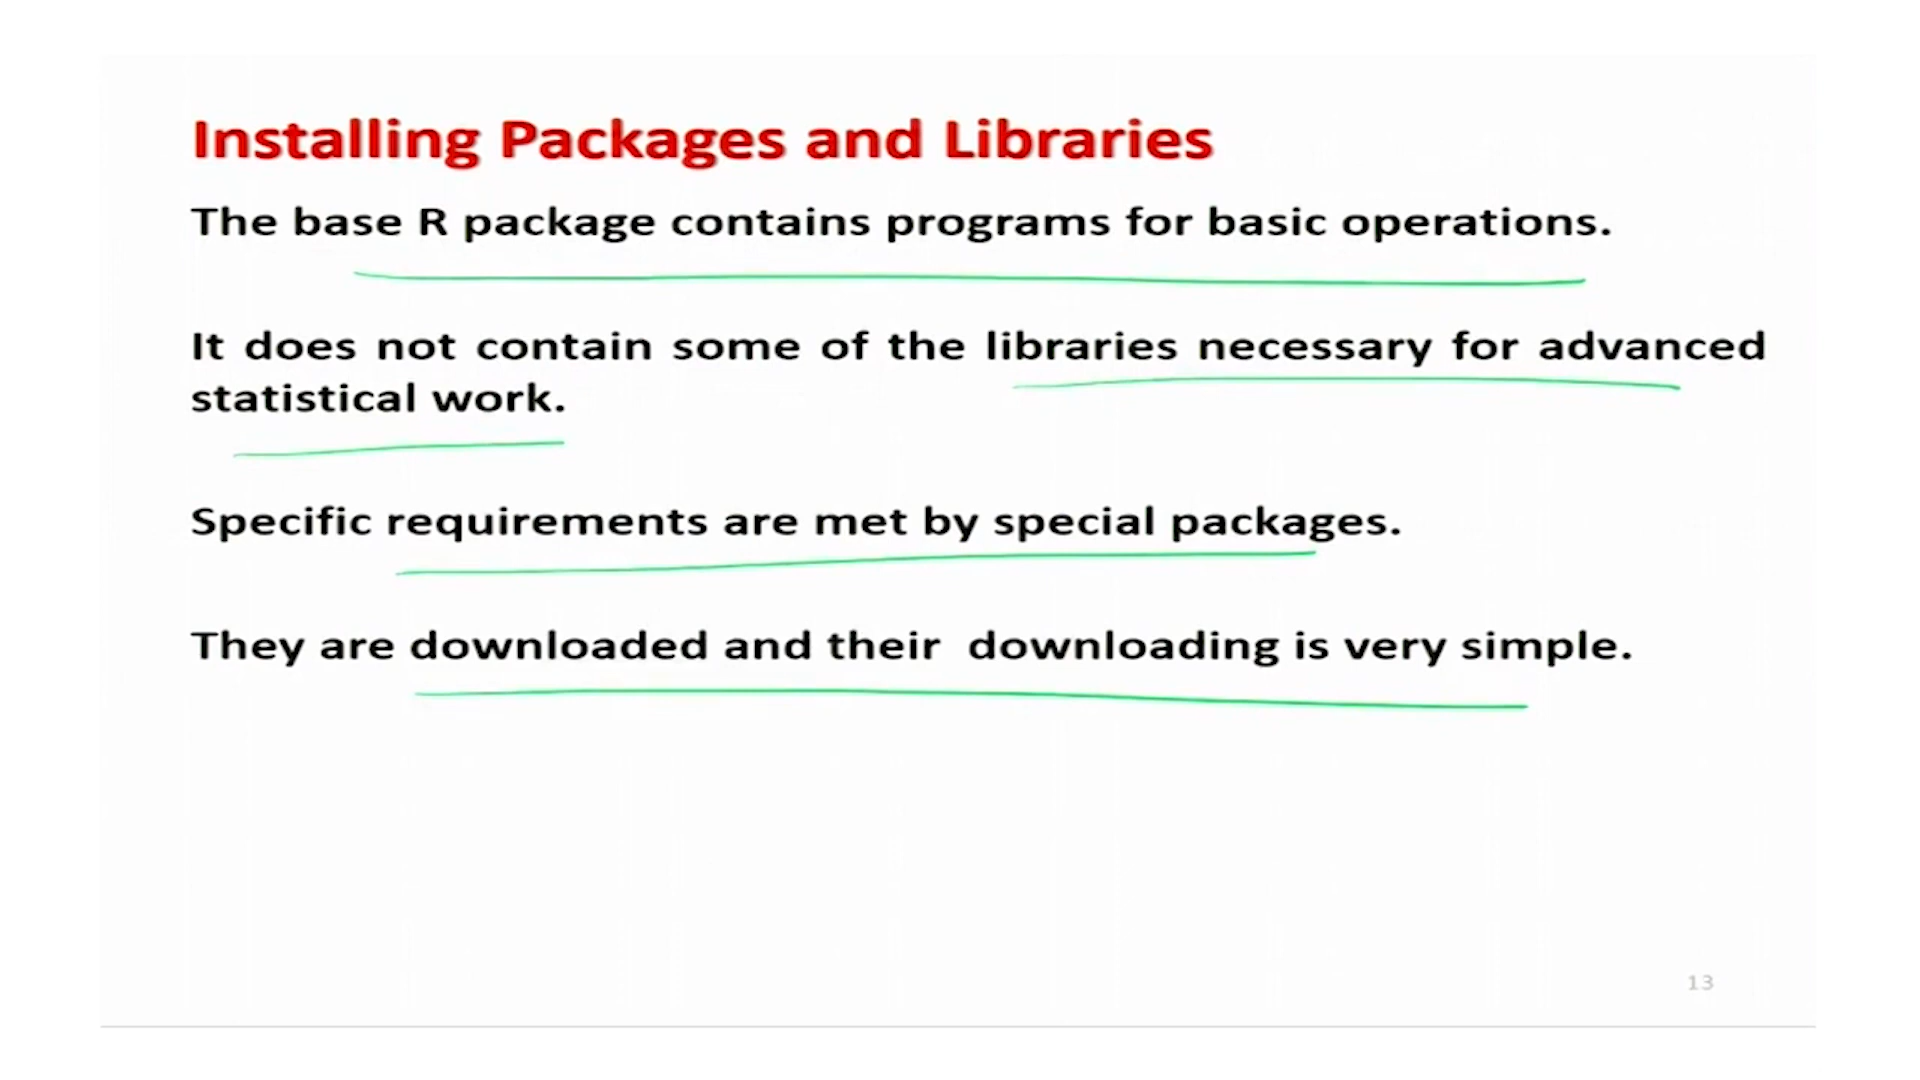 Installing Packages and Libraries
The base R package contains programs for basic operations.
It does not contain some of the libraries necessary for advanced
statistical work.
Specific requirements are met by special packages.
They are downloaded and their downloading is very simple.
13